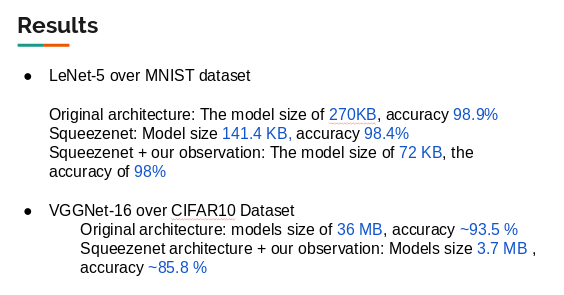 Results
● LeNet-5 over MNIST dataset
Original architecture: The model size of 270KB, accuracy 98.9%
Squeezenet: Model size 141.4 KB, accuracy 98.4%
Squeezenet + our observation: The model size of 72 KB, the
accuracy of 98%
● VGGNet-16 over CIFAR10 Dataset
Original architecture: models size of 36 MB, accuracy ~93.5 %
Squeezenet architecture + our observation: Models size 3.7 MB ,
accuracy ~85.8 %